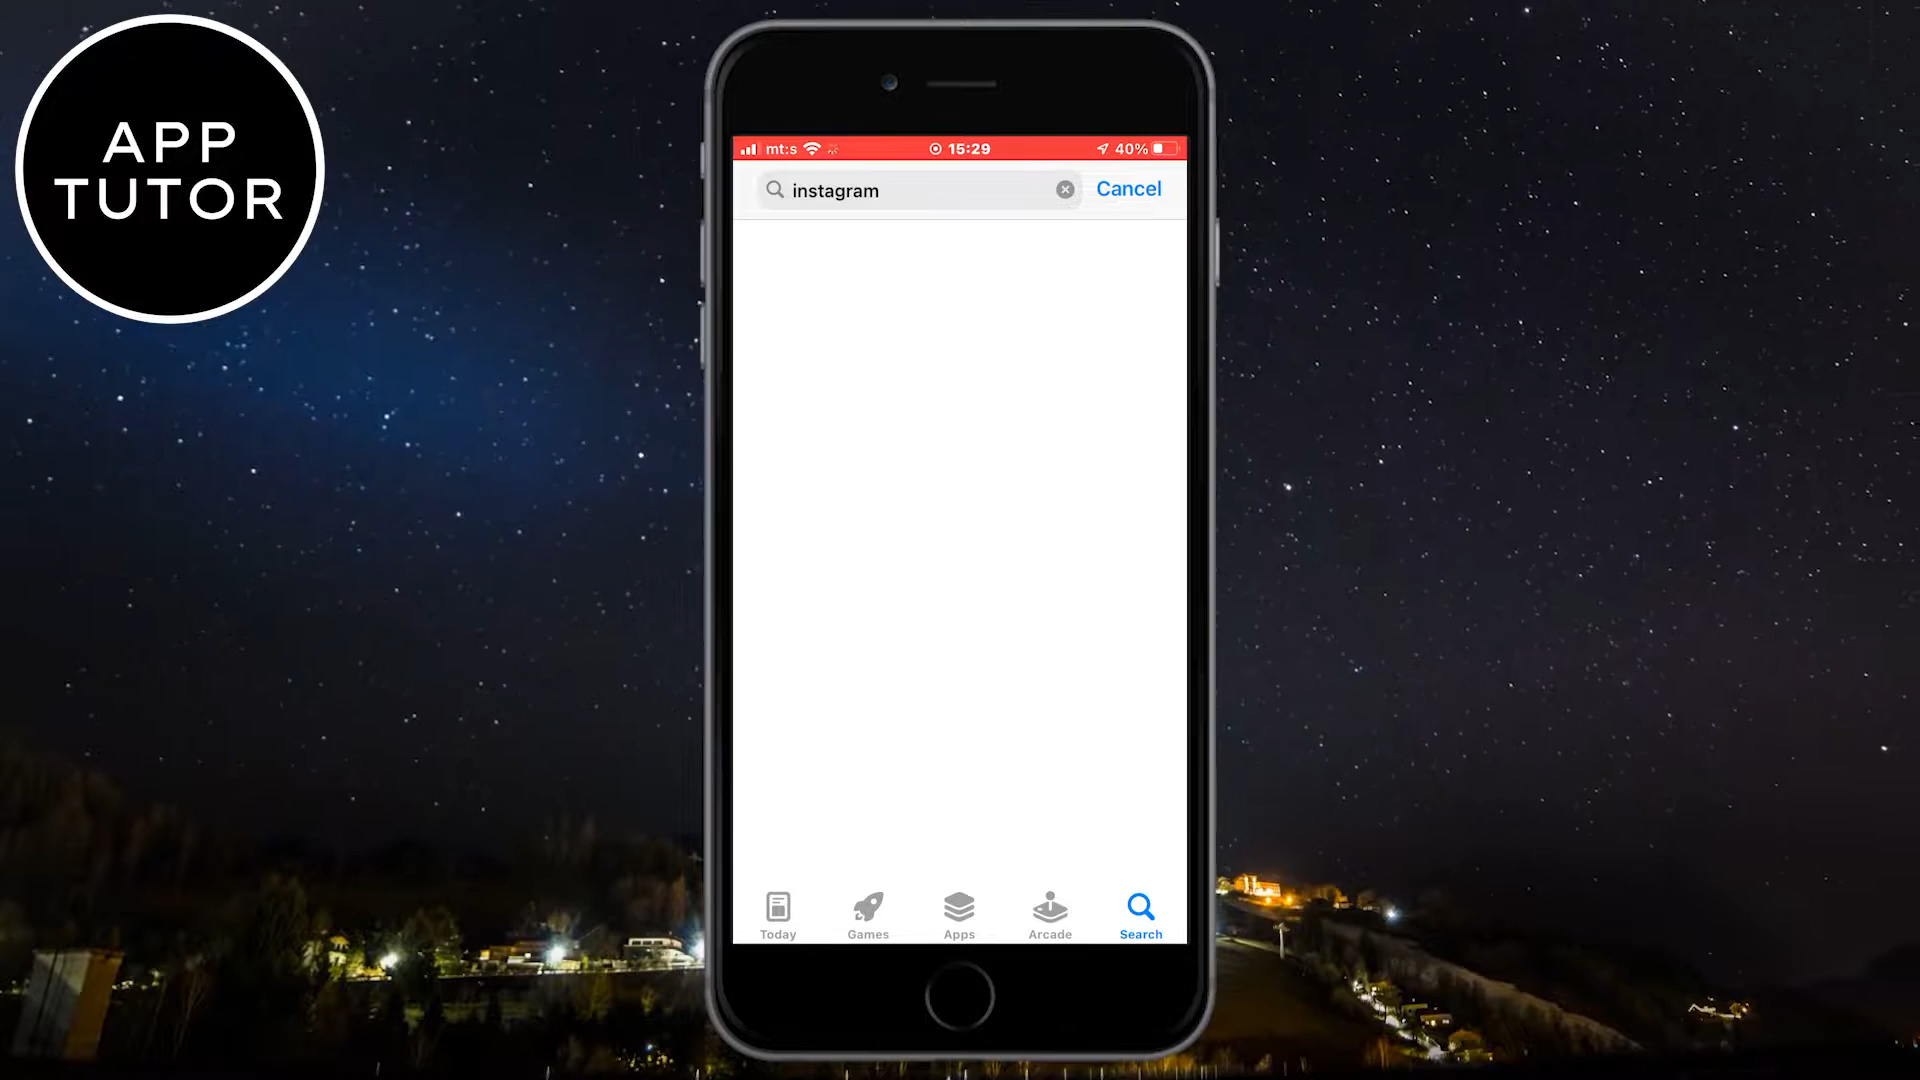 APP
TUTOR
mt:s 15:29 40%
instagram Cancel
Today Games Apps Arcade Search